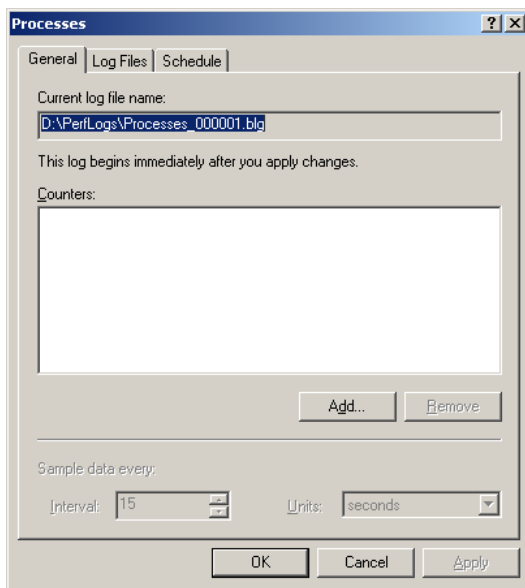 Processes
General Log Files Schedule
Current log file name:
D:\PerfLogs\Processes_000001.blg
This log begins immediately after you apply changes.
Counters:
Add... Remove
Sample data every:
Interval: 15 Units: seconds
OK Cancel Apply